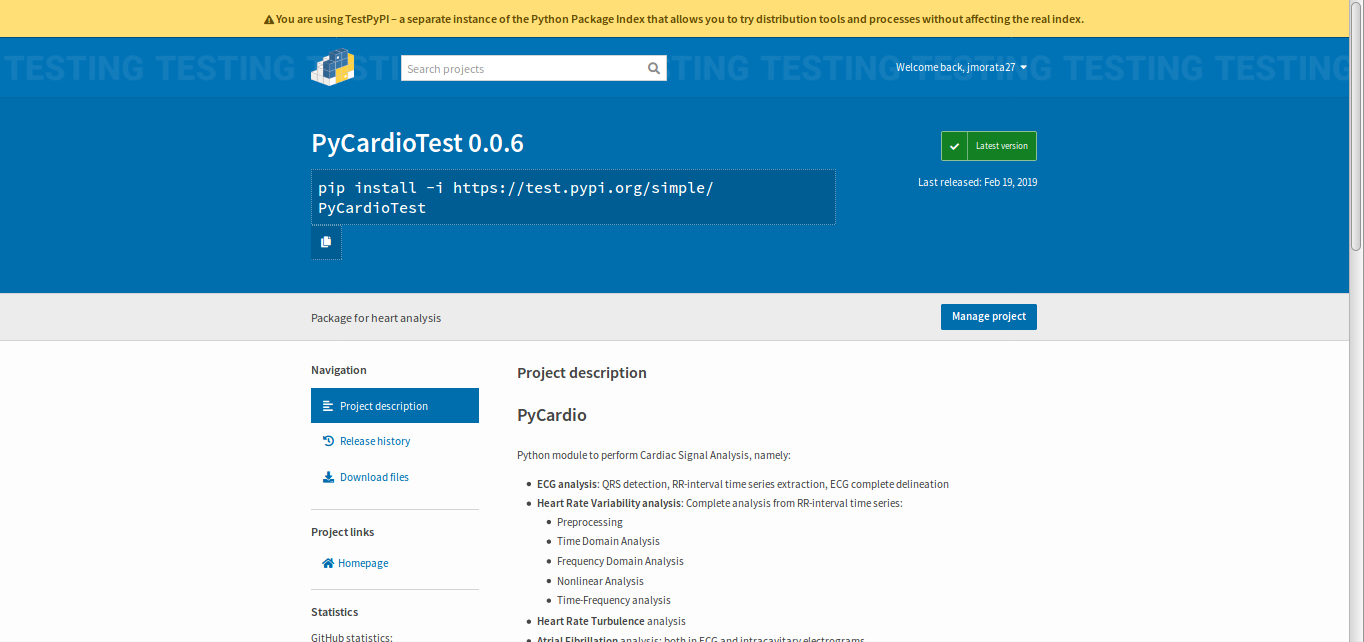 You are using TestPyPI – a separate instance of the Python Package Index that allows you to try distribution tools and processes without affecting the real index.
TESTING TESTING TESTING TESTING TESTING TESTING TESTING TESTING
Search projects
Welcome back, jmorata27
PyCardioTest 0.0.6
Latest version
pip install -i https://test.pypi.org/simple/
PyCardioTest
Last released: Feb 19, 2019
Package for heart analysis
Manage project
Navigation
Project description
Release history
Download files
Project links
Homepage
Statistics
GitHub statistics:
Project description
PyCardio
Python module to perform Cardiac Signal Analysis, namely:
ECG analysis: QRS detection, RR-interval time series extraction, ECG complete delineation
Heart Rate Variability analysis: Complete analysis from RR-interval time series:
Preprocessing
Time Domain Analysis
Frequency Domain Analysis
Nonlinear Analysis
Time-Frequency analysis
Heart Rate Turbulence analysis
Atrial Fibrillation analysis: both in ECG and intracavitary electrograms